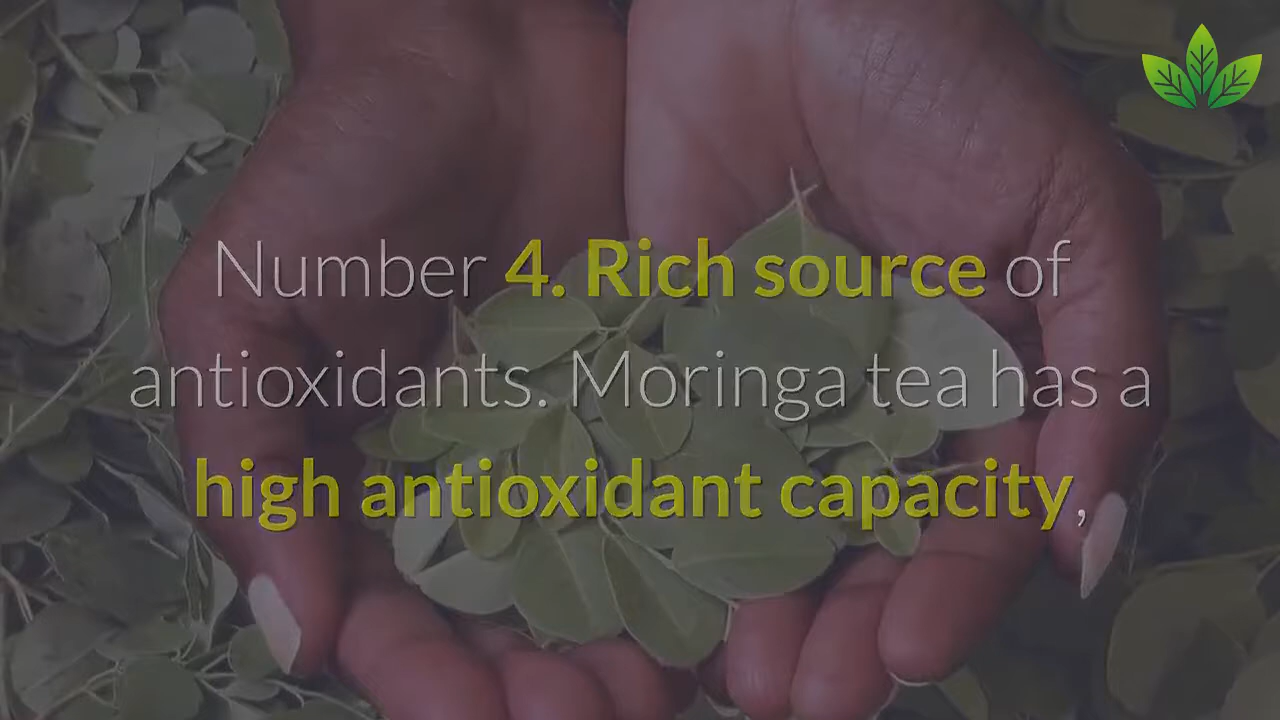 Number 4. Rich source of
antioxidants. Moringa tea has a
high antioxidant capacity,